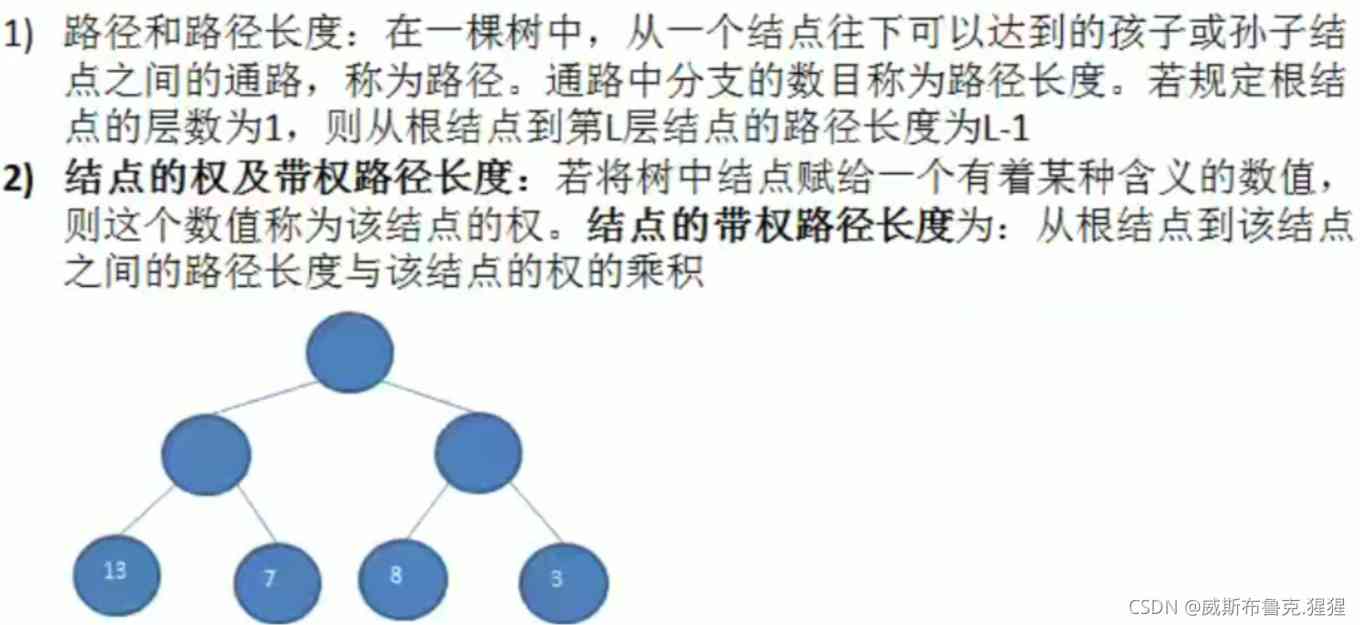 1) 路径和路径长度：在一棵树中，从一个结点往下可以达到的孩子或孙子结
点之间的通路，称为路径。通路中分支的数目称为路径长度。若规定根结
点的层数为1，则从根结点到第L层结点的路径长度为L-1
2) 结点的权及带权路径长度：若将树中结点赋给一个有着某种含义的数值，
则这个数值称为该结点的权。结点的带权路径长度为：从根结点到该结点
之间的路径长度与该结点的权的乘积
13
7
8
3
CSDN @威斯布鲁克.猩猩